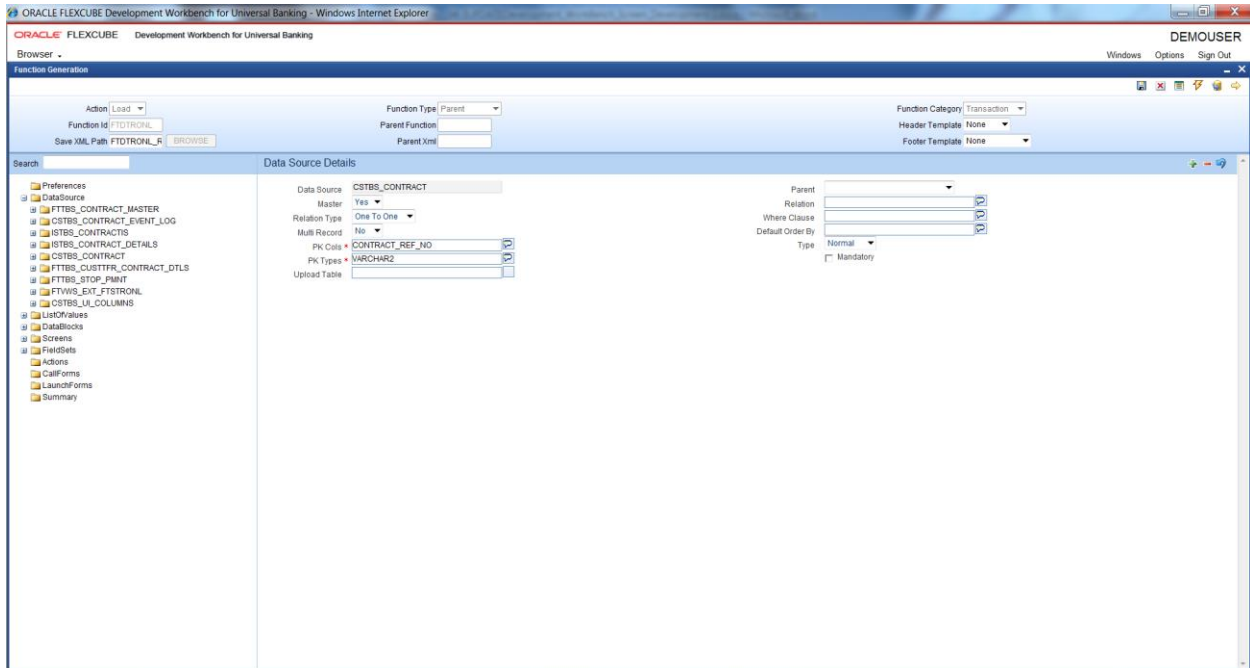 ORACLE FLEXCUBE Development Workbench for Universal Banking - Windows Internet Explorer
ORACLE FLEXCUBE Development Workbench for Universal Banking
DEMOUSER
Browser
Windows Options Sign Out
Function Generation
Action Load Function Type Parent Function Category Transaction
Function Id FTDTRONL Parent Function Header Template None
Save XML Path FTDTRONL_R BROWSE Parent Xml Footer Template None
Search
Preferences
DataSource
FTTBS_CONTRACT_MASTER
CSTBS_CONTRACT_EVENT_LOG
ISTBS_CONTRACTIS
ISTBS_CONTRACT_DETAILS
CSTBS_CONTRACT
FTTBS_CUSTTFR_CONTRACT_DTLS
FTTBS_STOP_PMNT
FTVWS_EXT_FTSTRONL
CSTBS_UI_COLUMNS
ListOfValues
DataBlocks
Screens
FieldSets
Actions
CallForms
LaunchForms
Summary
Data Source Details
Data Source CSTBS_CONTRACT
Master Yes
Relation Type One To One
Multi Record No
PK Cols * CONTRACT_REF_NO
PK Types * VARCHAR2
Upload Table
Parent
Relation
Where Clause
Default Order By
Type Normal
Mandatory